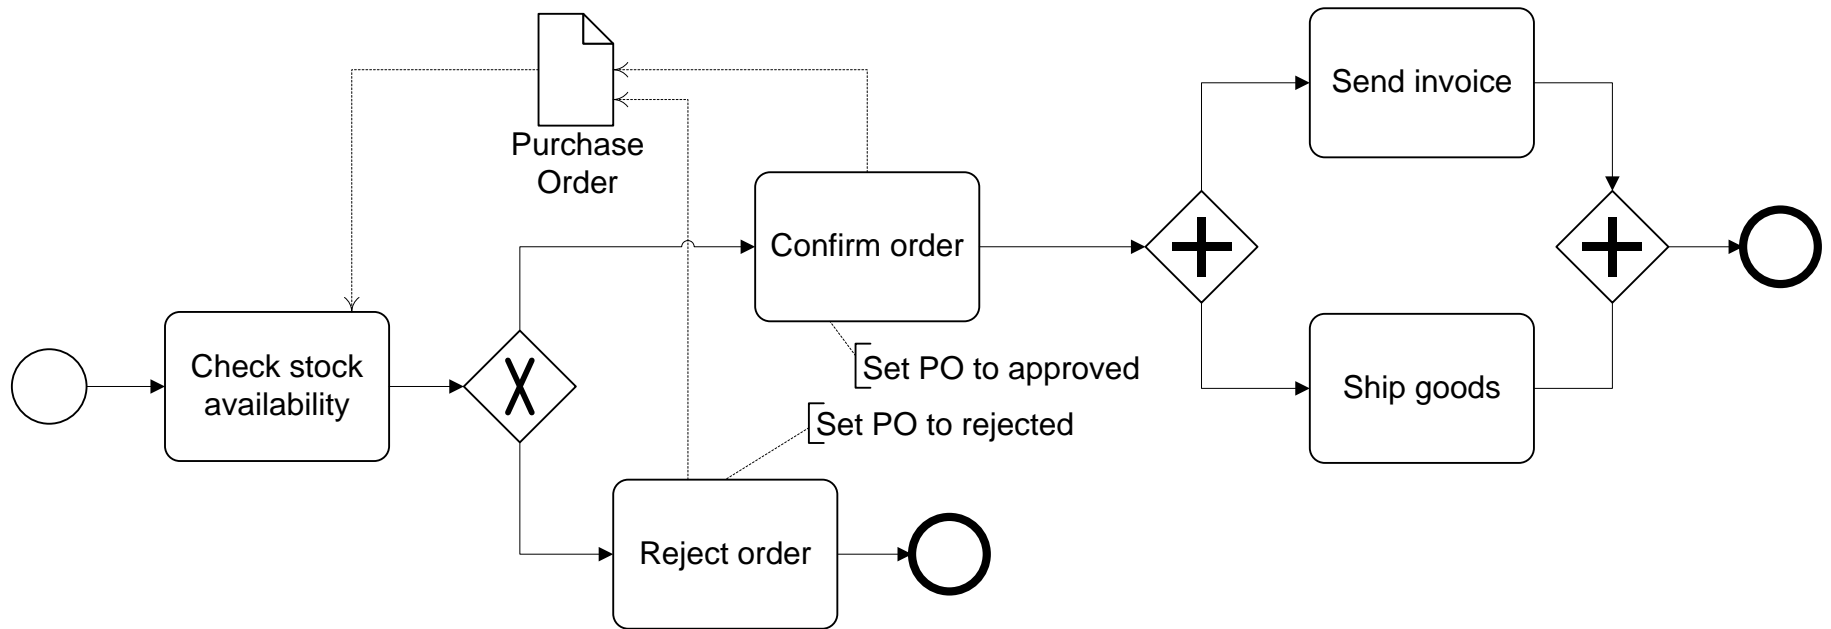 Purchase
Order
Send invoice
Confirm order
Check stock
availability
Set PO to approved
Ship goods
Set PO to rejected
Reject order